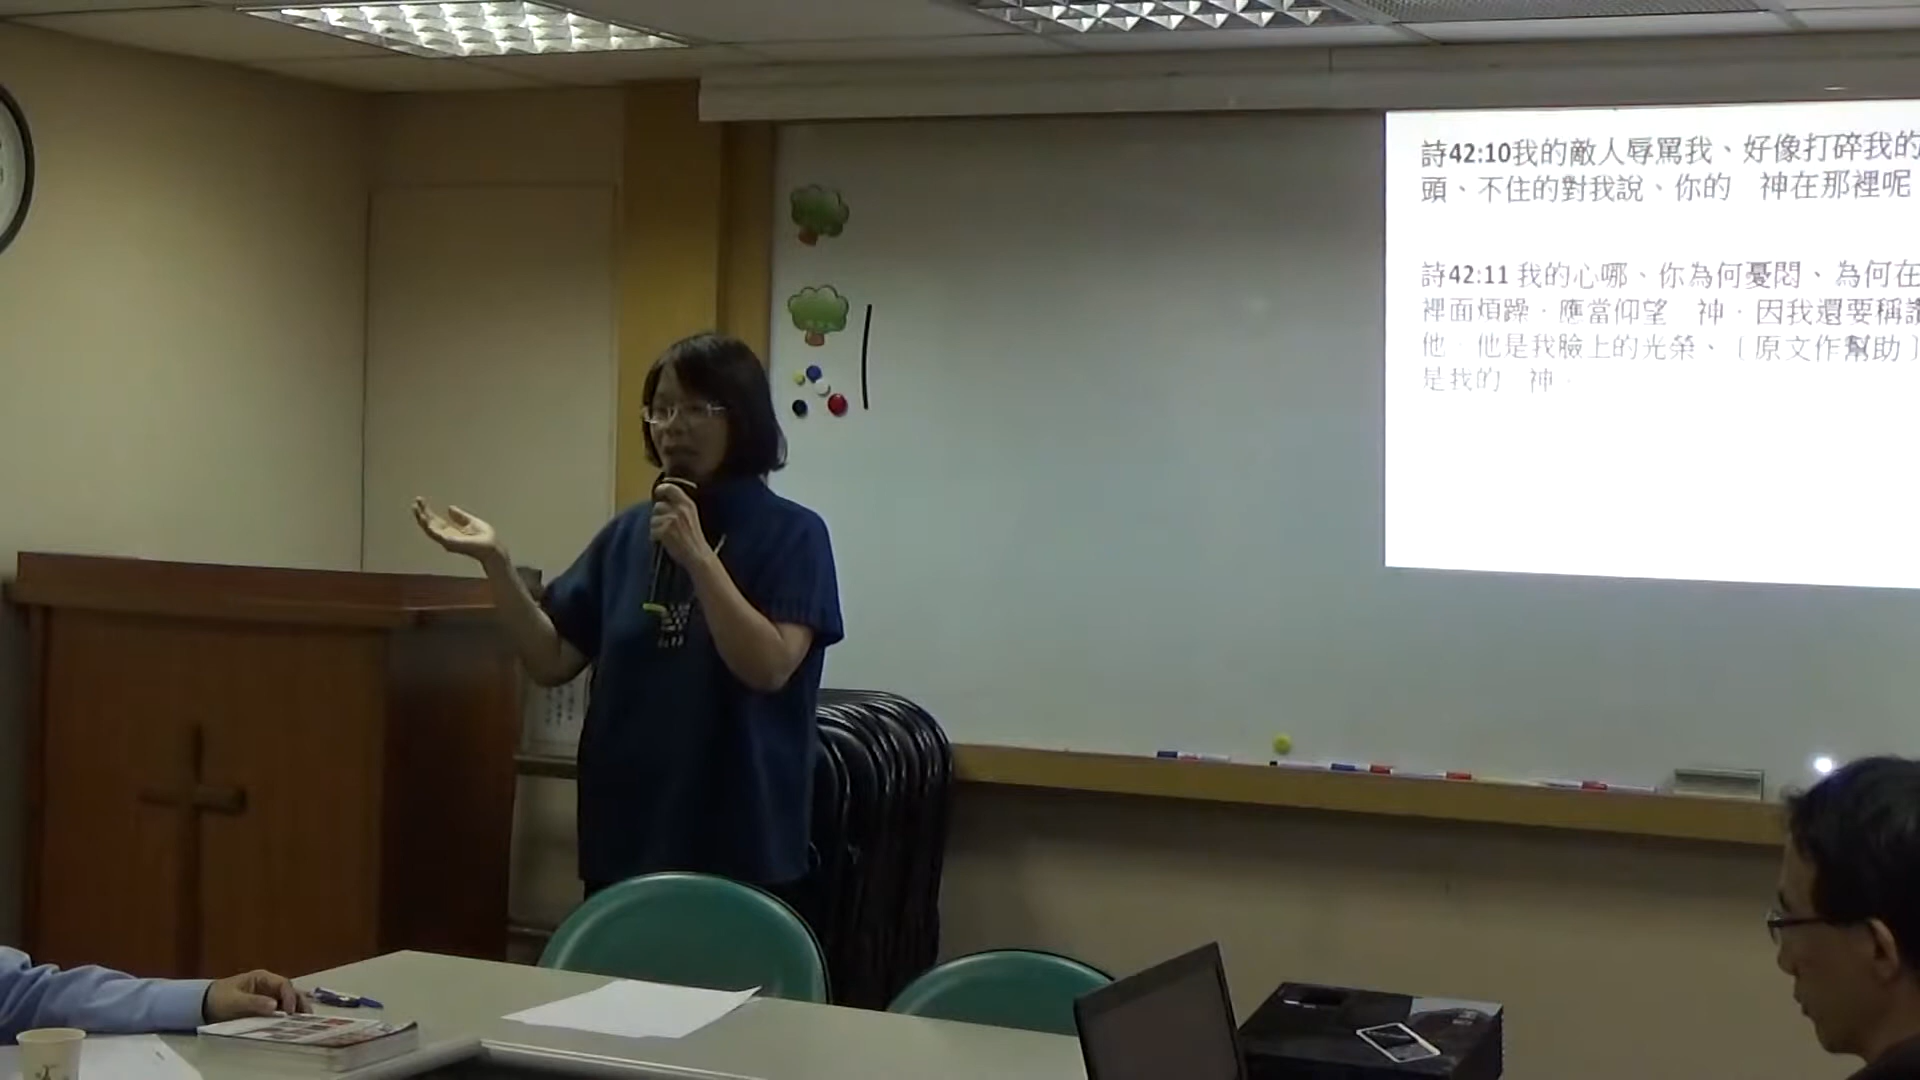 詩42:10我的敵人辱罵我、好像打碎我的
頭、不住的對我說、你的　神在那裡呢
詩42:11 我的心哪、你為何憂悶、為何在
裡面煩躁．應當仰望　神．因我還要稱讚
他．他是我臉上的光榮、〔原文作幫助〕
是我的　神．